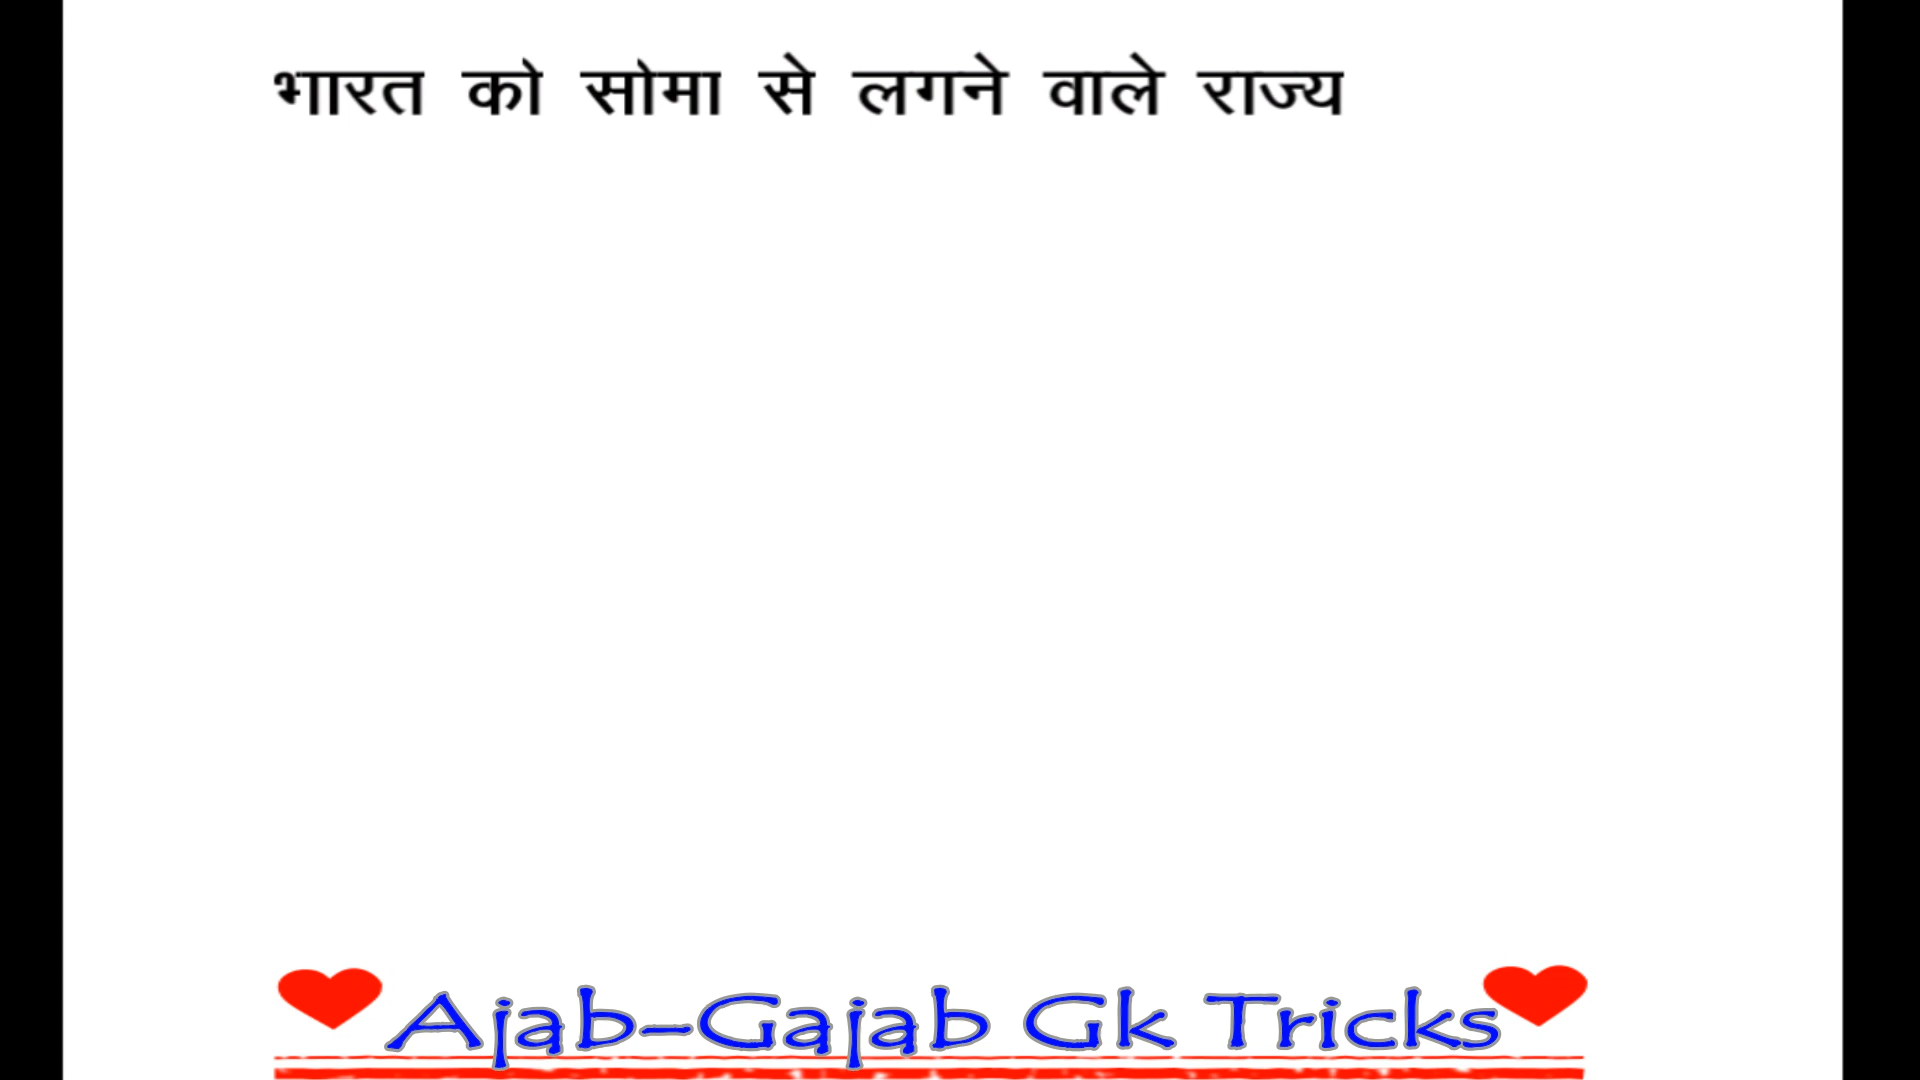 भारत को सोमा से लगने वाले राज्य
Ajab-Gajab Gk Tricks